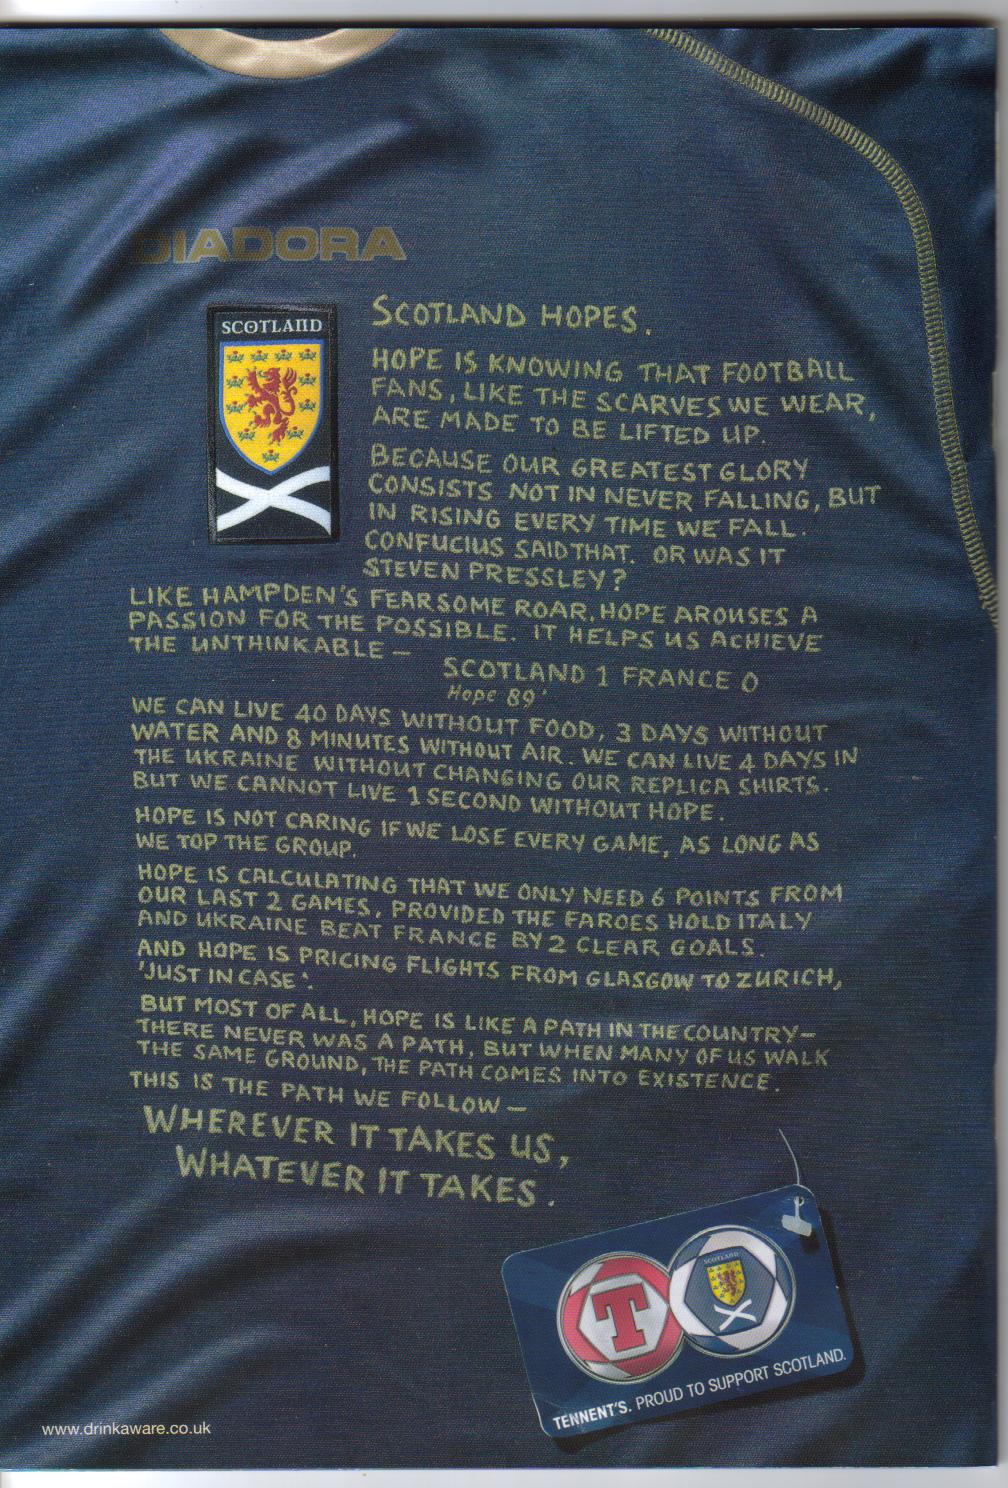 DIADORA
SCOTLAND
SCOTLAND HOPES.
HOPE IS KNOWING THAT FOOTBALL
FANS, LIKE THE SCARVES WE WEAR,
ARE MADE TO BE LIFTED UP.
BECAUSE OUR GREATEST GLORY
CONSISTS NOT IN NEVER FALLING, BUT
IN RISING EVERY TIME WE FALL.
CONFUCIUS SAID THAT. OR WAS IT
STEVEN PRESSLEY?
LIKE HAMPDEN'S FEARSOME ROAR, HOPE AROUSES A
PASSION FOR THE POSSIBLE. IT HELPS US ACHIEVE
THE UNTHINKABLE –
SCOTLAND 1 FRANCE 0
Hope 89'
WE CAN LIVE 40 DAYS WITHOUT FOOD, 3 DAYS WITHOUT
WATER AND 8 MINUTES WITHOUT AIR. WE CAN LIVE 4 DAYS IN
THE UKRAINE WITHOUT CHANGING OUR REPLICA SHIRTS.
BUT WE CANNOT LIVE 1 SECOND WITHOUT HOPE.
HOPE IS NOT CARING IF WE LOSE EVERY GAME, AS LONG AS
WE TOP THE GROUP.
HOPE IS CALCULATING THAT WE ONLY NEED 6 POINTS FROM
OUR LAST 2 GAMES, PROVIDED THE FAROES HOLD ITALY
AND UKRAINE BEAT FRANCE BY 2 CLEAR GOALS.
AND HOPE IS PRICING FLIGHTS FROM GLASGOW TO ZURICH,
'JUST IN CASE'.
BUT MOST OF ALL, HOPE IS LIKE A PATH IN THE COUNTRY–
THERE NEVER WAS A PATH, BUT WHEN MANY OF US WALK
THE SAME GROUND, THE PATH COMES INTO EXISTENCE.
THIS IS THE PATH WE FOLLOW –
WHEREVER IT TAKES US,
WHATEVER IT TAKES.
T
SCOTLAND
TENNENT'S. PROUD TO SUPPORT SCOTLAND.
www.drinkaware.co.uk